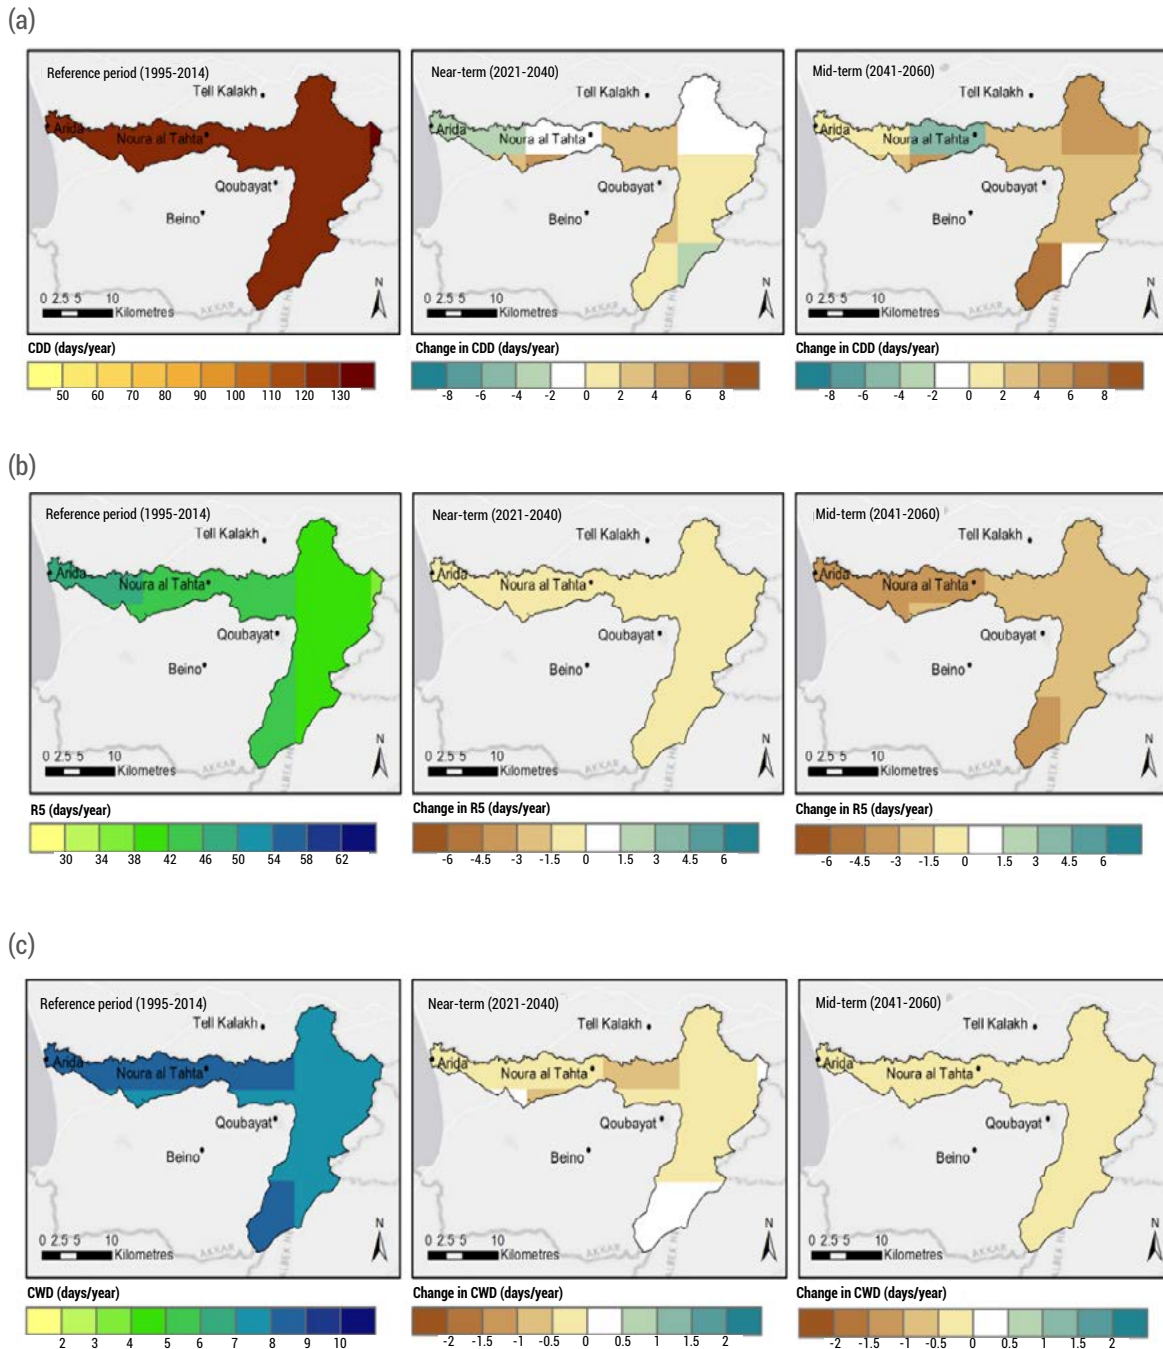 (a)
Reference period (1995-2014)
Tell Kalakh
Arida
Noura al Tahta
Qoubayat
Beino
N
0 2.5 5 10
Kilometres
AKKAR
CDD (days/year)
50 60 70 80 90 100 110 120 130
Near-term (2021-2040)
Tell Kalakh
Arida
Noura al Tahta
Qoubayat
Beino
N
0 2.5 5 10
Kilometres
AKKAR
Change in CDD (days/year)
-8 -6 -4 -2 0 2 4 6 8
Mid-term (2041-2060)
Tell Kalakh
Arida
Noura al Tahta
Qoubayat
Beino
N
0 2.5 5 10
Kilometres
AKKAR
Change in CDD (days/year)
-8 -6 -4 -2 0 2 4 6 8
(b)
Reference period (1995-2014)
Tell Kalakh
Arida
Noura al Tahta
Qoubayat
Beino
N
0 2.5 5 10
Kilometres
AKKAR
R5 (days/year)
30 34 38 42 46 50 54 58 62
Near-term (2021-2040)
Tell Kalakh
Arida
Noura al Tahta
Qoubayat
Beino
N
0 2.5 5 10
Kilometres
AKKAR
Change in R5 (days/year)
-6 -4.5 -3 -1.5 0 1.5 3 4.5 6
Mid-term (2041-2060)
Tell Kalakh
Arida
Noura al Tahta
Qoubayat
Beino
N
0 2.5 5 10
Kilometres
AKKAR
Change in R5 (days/year)
-6 -4.5 -3 -1.5 0 1.5 3 4.5 6
(c)
Reference period (1995-2014)
Tell Kalakh
Arida
Noura al Tahta
Qoubayat
Beino
N
0 2.5 5 10
Kilometres
AKKAR
CWD (days/year)
2 3 4 5 6 7 8 9 10
Near-term (2021-2040)
Tell Kalakh
Arida
Noura al Tahta
Qoubayat
Beino
N
0 2.5 5 10
Kilometres
AKKAR
Change in CWD (days/year)
-2 -1.5 -1 -0.5 0 0.5 1 1.5 2
Mid-term (2041-2060)
Tell Kalakh
Arida
Noura al Tahta
Qoubayat
Beino
N
0 2.5 5 10
Kilometres
AKKAR
Change in CWD (days/year)
-2 -1.5 -1 -0.5 0 0.5 1 1.5 2